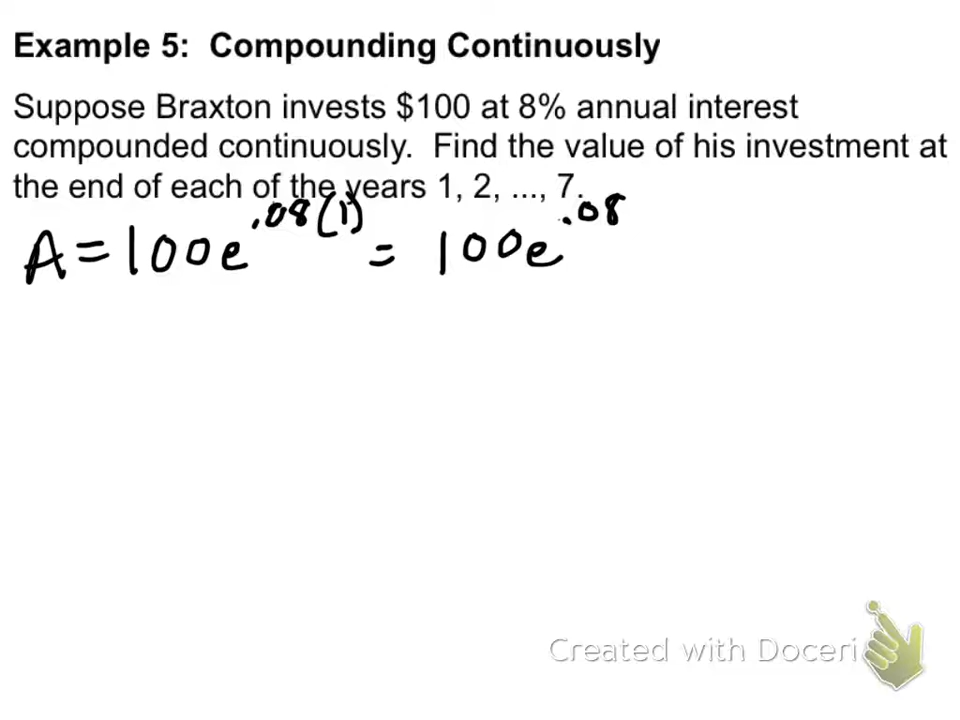 Example 5: Compounding Continuously
Suppose Braxton invests $100 at 8% annual interest
compounded continuously. Find the value of his investment at
the end of each of the years 1, 2, ..., 7.
A = 100e^.08(1) = 100e^.08
Created with Doceri